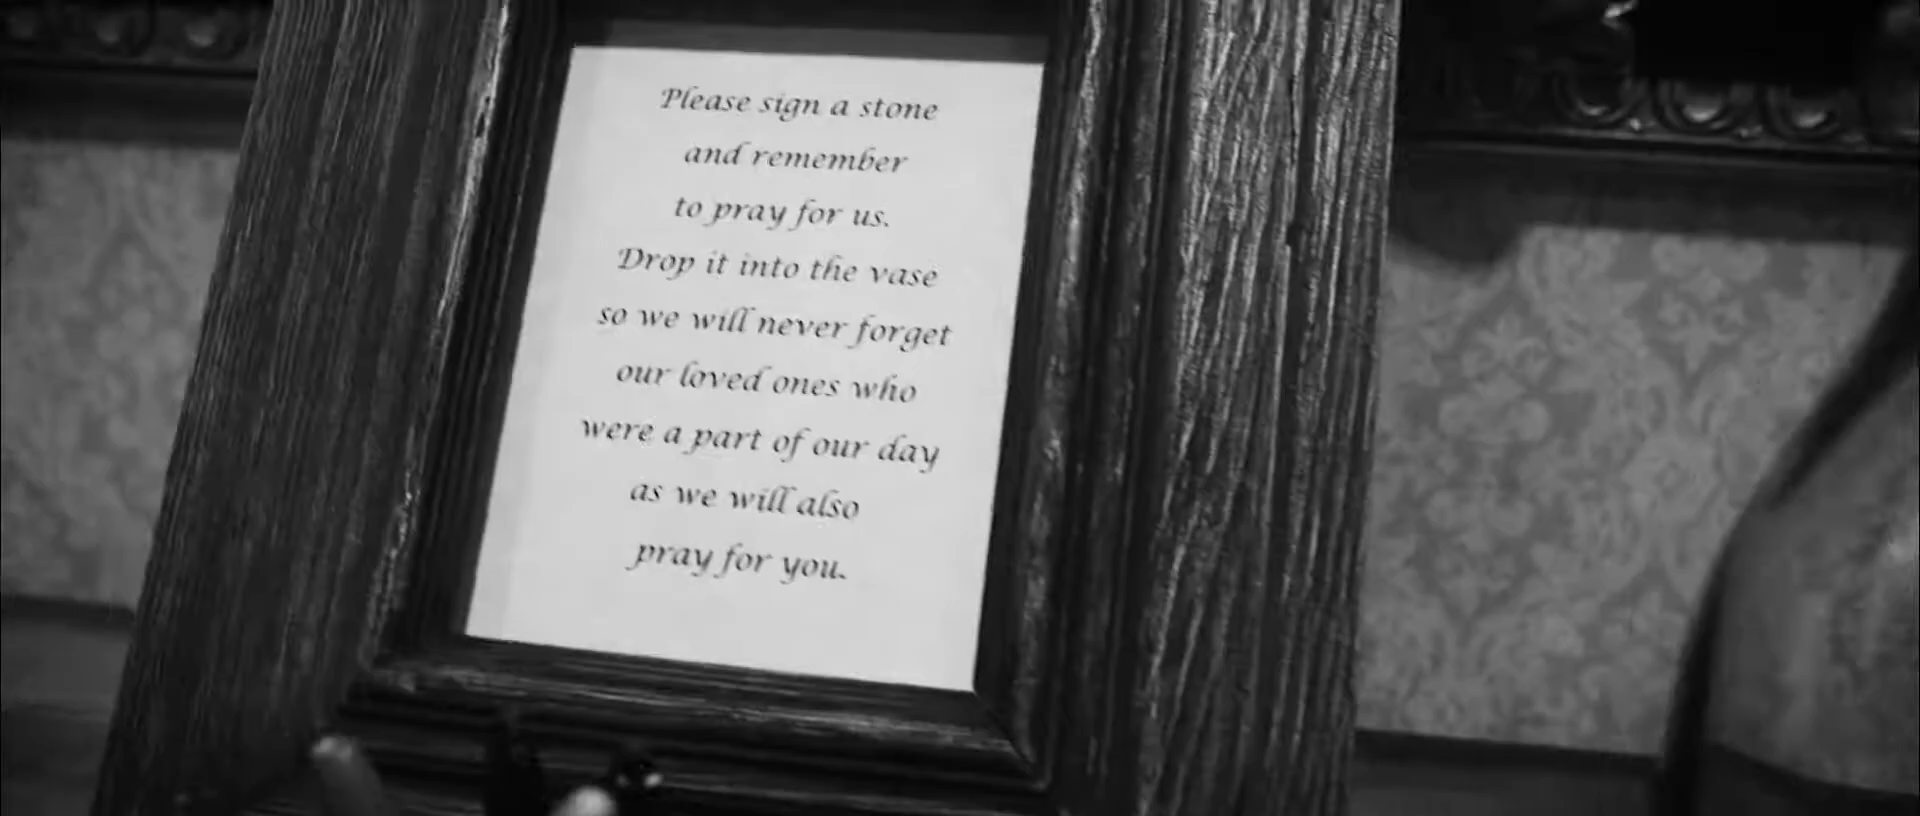 Please sign a stone
and remember
to pray for us.
Drop it into the vase
so we will never forget
our loved ones who
were a part of our day
as we will also
pray for you.